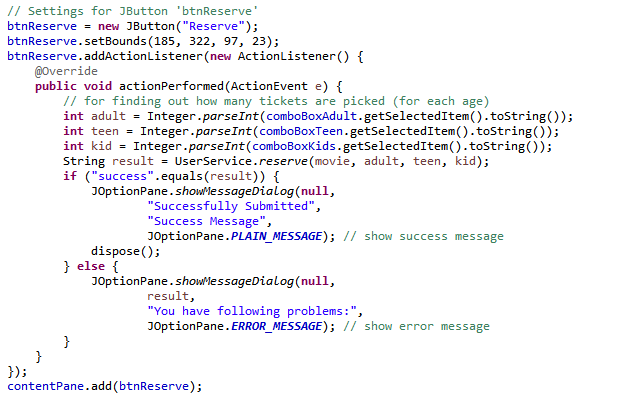 // Settings for JButton 'btnReserve'
btnReserve = new JButton("Reserve");
btnReserve.setBounds(185, 322, 97, 23);
btnReserve.addActionListener(new ActionListener() {
    @Override
    public void actionPerformed(ActionEvent e) {
        // for finding out how many tickets are picked (for each age)
        int adult = Integer.parseInt(comboBoxAdult.getSelectedItem().toString());
        int teen = Integer.parseInt(comboBoxTeen.getSelectedItem().toString());
        int kid = Integer.parseInt(comboBoxKids.getSelectedItem().toString());
        String result = UserService.reserve(movie, adult, teen, kid);
        if ("success".equals(result)) {
            JOptionPane.showMessageDialog(null,
                    "Successfully Submitted",
                    "Success Message",
                    JOptionPane.PLAIN_MESSAGE); // show success message
            dispose();
        } else {
            JOptionPane.showMessageDialog(null,
                    result,
                    "You have following problems:",
                    JOptionPane.ERROR_MESSAGE); // show error message
        }
    }
});
contentPane.add(btnReserve);